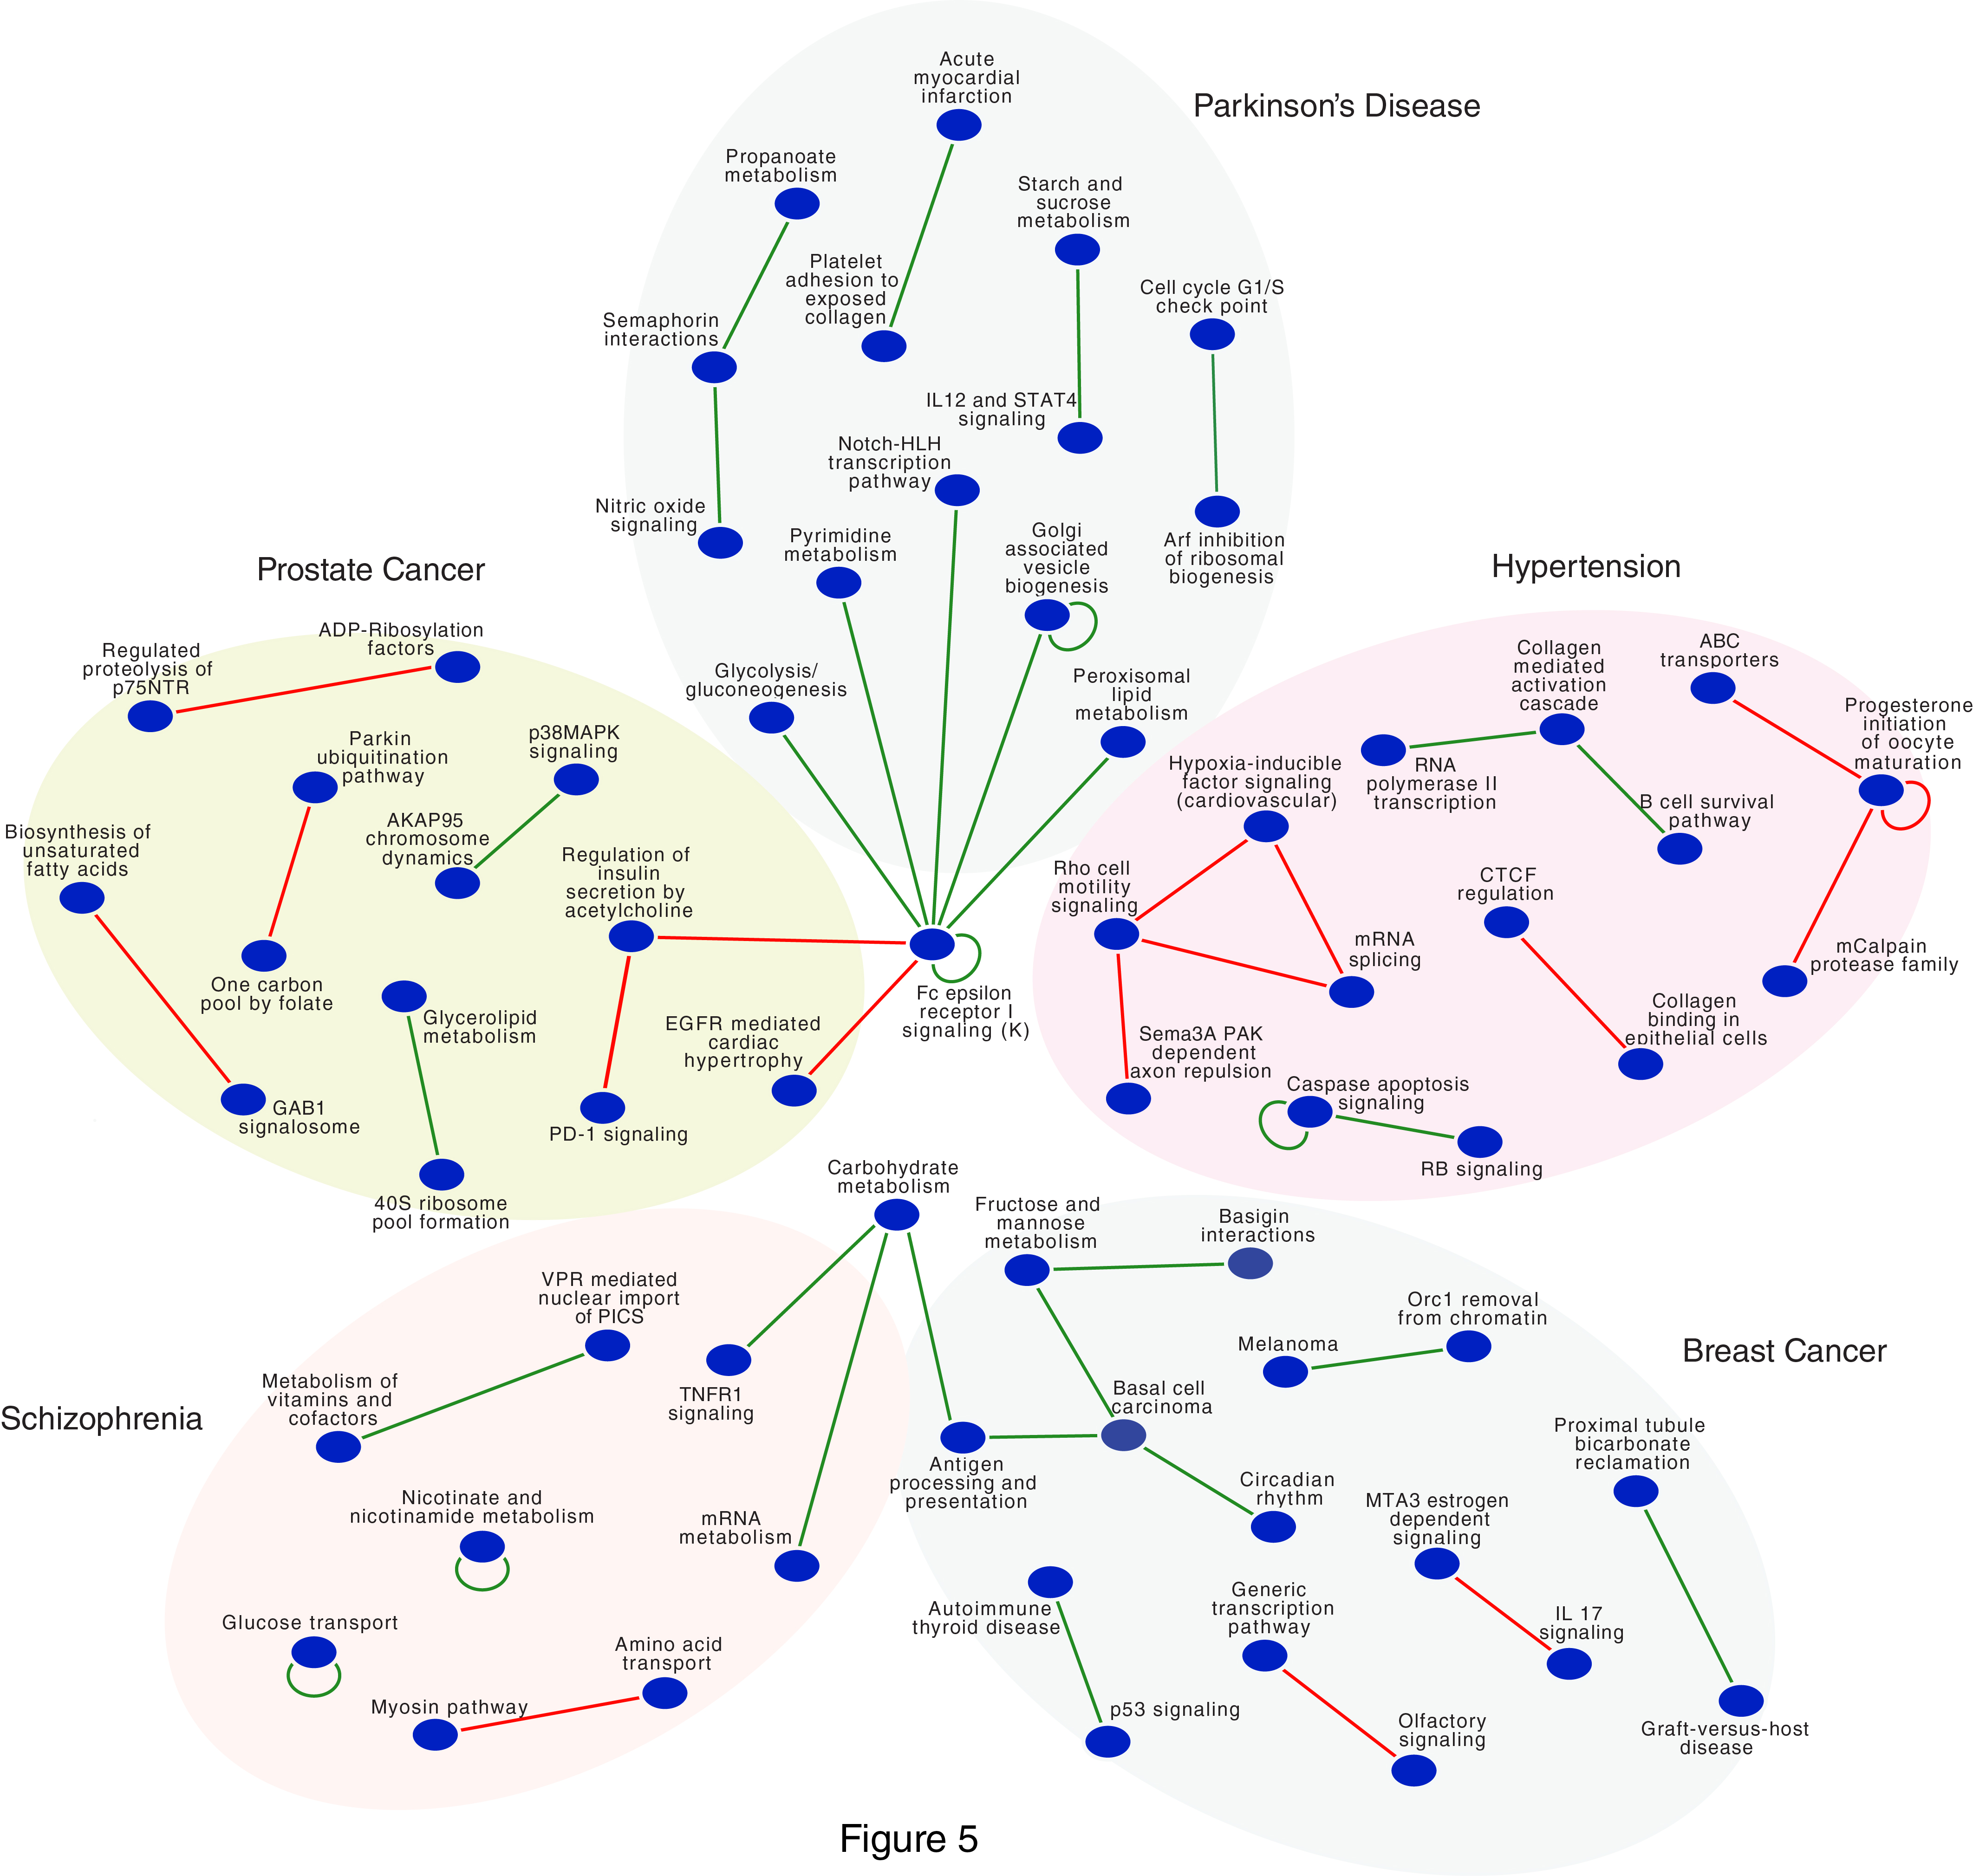 Acute
myocardial
infarction
Parkinson’s Disease
Propanoate
metabolism
Starch and
sucrose
metabolism
Platelet
adhesion to
exposed
collagen
Cell cycle G1/S
check point
Semaphorin
interactions
IL12 and STAT4
signaling
Notch-HLH
transcription
pathway
Nitric oxide
signaling
Pyrimidine
metabolism
Golgi
associated
vesicle
biogenesis
Arf inhibition
of ribosomal
biogenesis
Glycolysis/
gluconeogenesis
Peroxisomal
lipid
metabolism
Fc epsilon
receptor I
signaling (K)
Prostate Cancer
ADP-Ribosylation
factors
Regulated
proteolysis of
p75NTR
Parkin
ubiquitination
pathway
p38MAPK
signaling
AKAP95
chromosome
dynamics
Biosynthesis of
unsaturated
fatty acids
Regulation of
insulin
secretion by
acetylcholine
One carbon
pool by folate
Glycerolipid
metabolism
EGFR mediated
cardiac
hypertrophy
GAB1
signalosome
PD-1 signaling
40S ribosome
pool formation
Hypertension
Collagen
mediated
activation
cascade
ABC
transporters
Progesterone
initiation
of oocyte
maturation
RNA
polymerase II
transcription
Hypoxia-inducible
factor signaling
(cardiovascular)
B cell survival
pathway
Rho cell
motility
signaling
CTCF
regulation
mRNA
splicing
mCalpain
protease family
Collagen
binding in
epithelial cells
Sema3A PAK
dependent
axon repulsion
Caspase apoptosis
signaling
RB signaling
Carbohydrate
metabolism
Schizophrenia
VPR mediated
nuclear import
of PICS
Metabolism of
vitamins and
cofactors
TNFR1
signaling
Nicotinate and
nicotinamide metabolism
mRNA
metabolism
Glucose transport
Amino acid
transport
Myosin pathway
Breast Cancer
Fructose and
mannose
metabolism
Basigin
interactions
Orc1 removal
from chromatin
Melanoma
Basal cell
carcinoma
Antigen
processing and
presentation
Circadian
rhythm
Proximal tubule
bicarbonate
reclamation
MTA3 estrogen
dependent
signaling
Autoimmune
thyroid disease
Generic
transcription
pathway
IL 17
signaling
p53 signaling
Olfactory
signaling
Graft-versus-host
disease
Figure 5